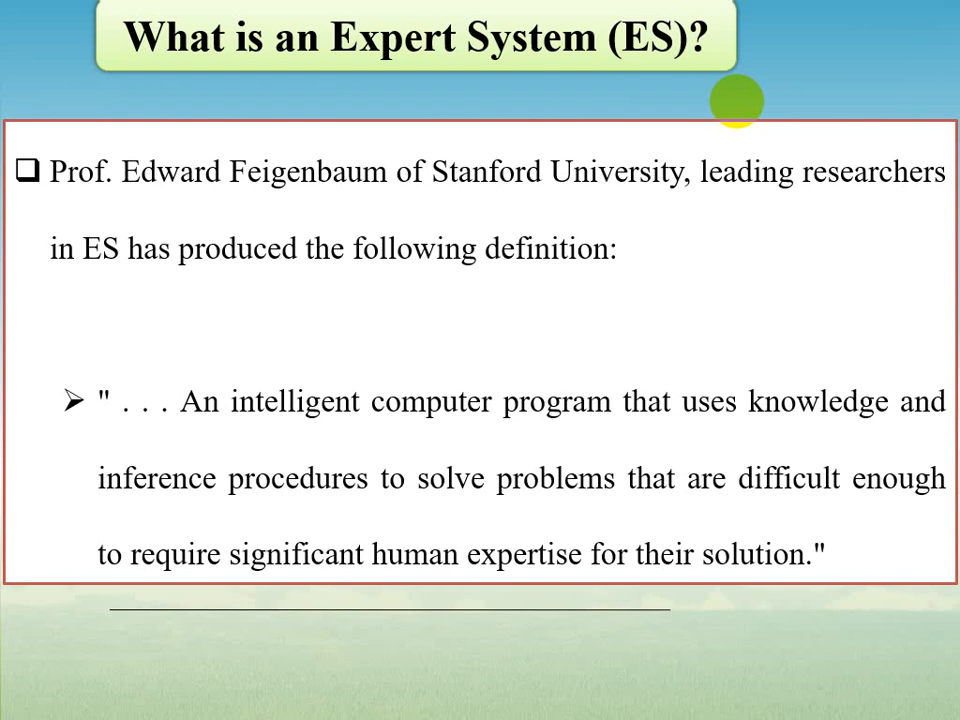 What is an Expert System (ES)?
Prof. Edward Feigenbaum of Stanford University, leading researchers
in ES has produced the following definition:
" . . . An intelligent computer program that uses knowledge and
inference procedures to solve problems that are difficult enough
to require significant human expertise for their solution."